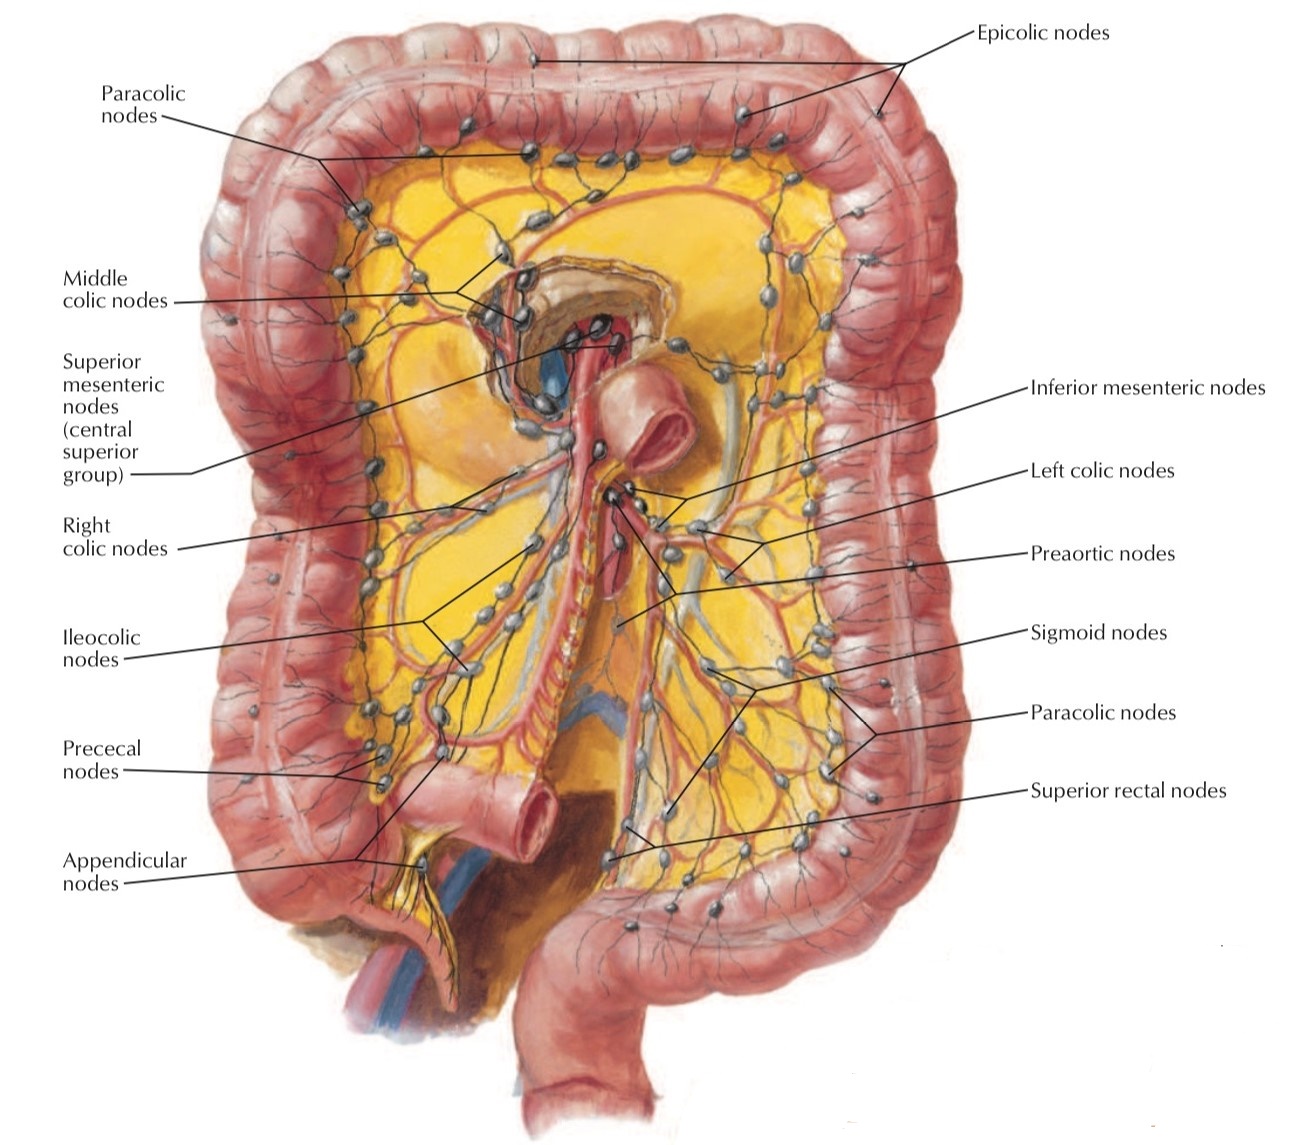 Epicolic nodes
Paracolic
nodes
Middle
colic nodes
Superior
mesenteric
nodes
(central
superior
group)
Right
colic nodes
Ileocolic
nodes
Prececal
nodes
Appendicular
nodes
Inferior mesenteric nodes
Left colic nodes
Preaortic nodes
Sigmoid nodes
Paracolic nodes
Superior rectal nodes